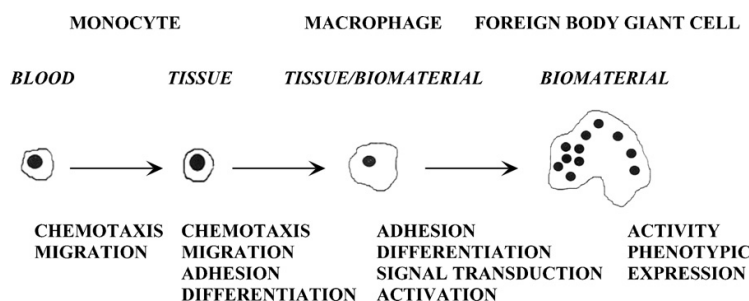 MONOCYTE MACROPHAGE FOREIGN BODY GIANT CELL
BLOOD TISSUE TISSUE/BIOMATERIAL BIOMATERIAL
CHEMOTAXIS CHEMOTAXIS ADHESION ACTIVITY
MIGRATION MIGRATION DIFFERENTIATION PHENOTYPIC
ADHESION SIGNAL TRANSDUCTION EXPRESSION
DIFFERENTIATION ACTIVATION